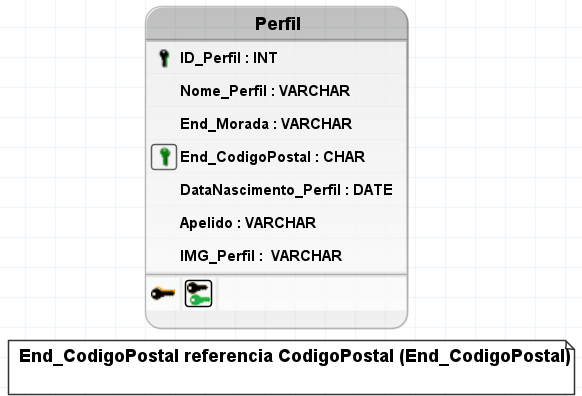 Perfil
ID_Perfil : INT
Nome_Perfil : VARCHAR
End_Morada : VARCHAR
End_CodigoPostal : CHAR
DataNascimento_Perfil : DATE
Apelido : VARCHAR
IMG_Perfil : VARCHAR
End_CodigoPostal referencia CodigoPostal (End_CodigoPostal)